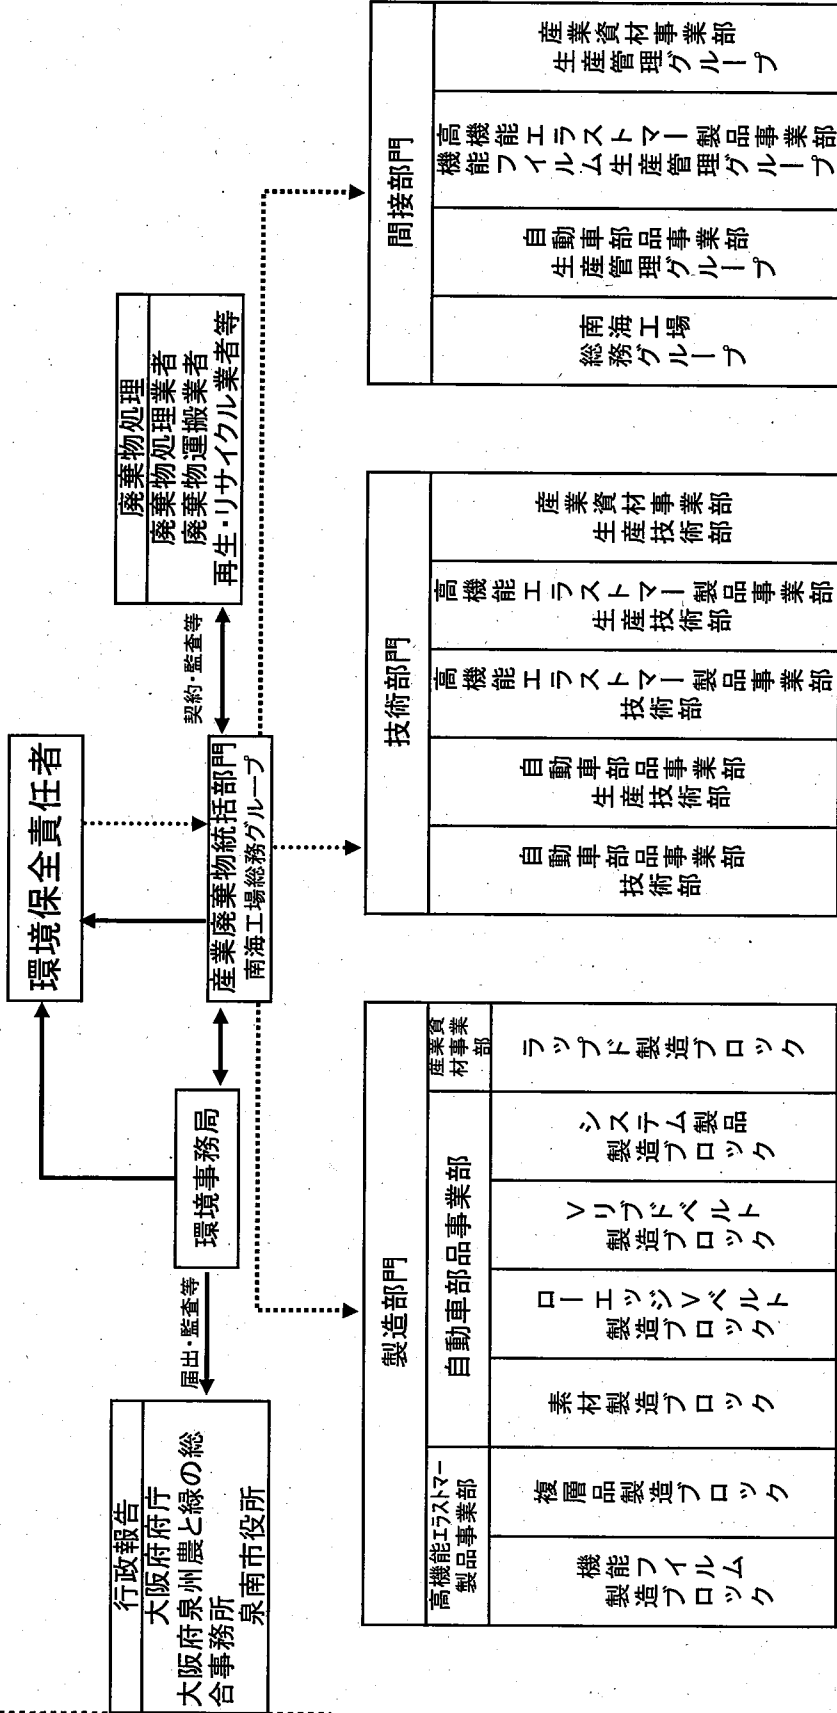 環境保全責任者
行政報告
大阪府府庁
大阪府泉州農と緑の総
合事務所
泉南市役所
届出・監査等
環境事務局
産業廃棄物統括部門
南海工場総務グループ
契約・監査等
廃棄物処理
廃棄物処理業者
廃棄物運搬業者
再生・リサイクル業者等
製造部門
高機能エラストマー
製品事業部
自動車部品事業部
産業資
材事業
部
機能フイルム
製造ブロック
複層品製造ブロック
素材製造ブロック
ローエッジVベルト
製造ブロック
Vリブドベルト
製造ブロック
システム製品
製造ブロック
ラップド製造ブロック
技術部門
自動車部品事業部
技術部
自動車部品事業部
生産技術部
高機能エラストマー製品事業部
技術部
高機能エラストマー製品事業部
生産技術部
産業資材事業部
生産技術部
間接部門
南海工場
総務グループ
自動車部品事業部
生産管理グループ
高機能エラストマー製品事業部
機能フイルム生産管理グループ
産業資材事業部
生産管理グループ